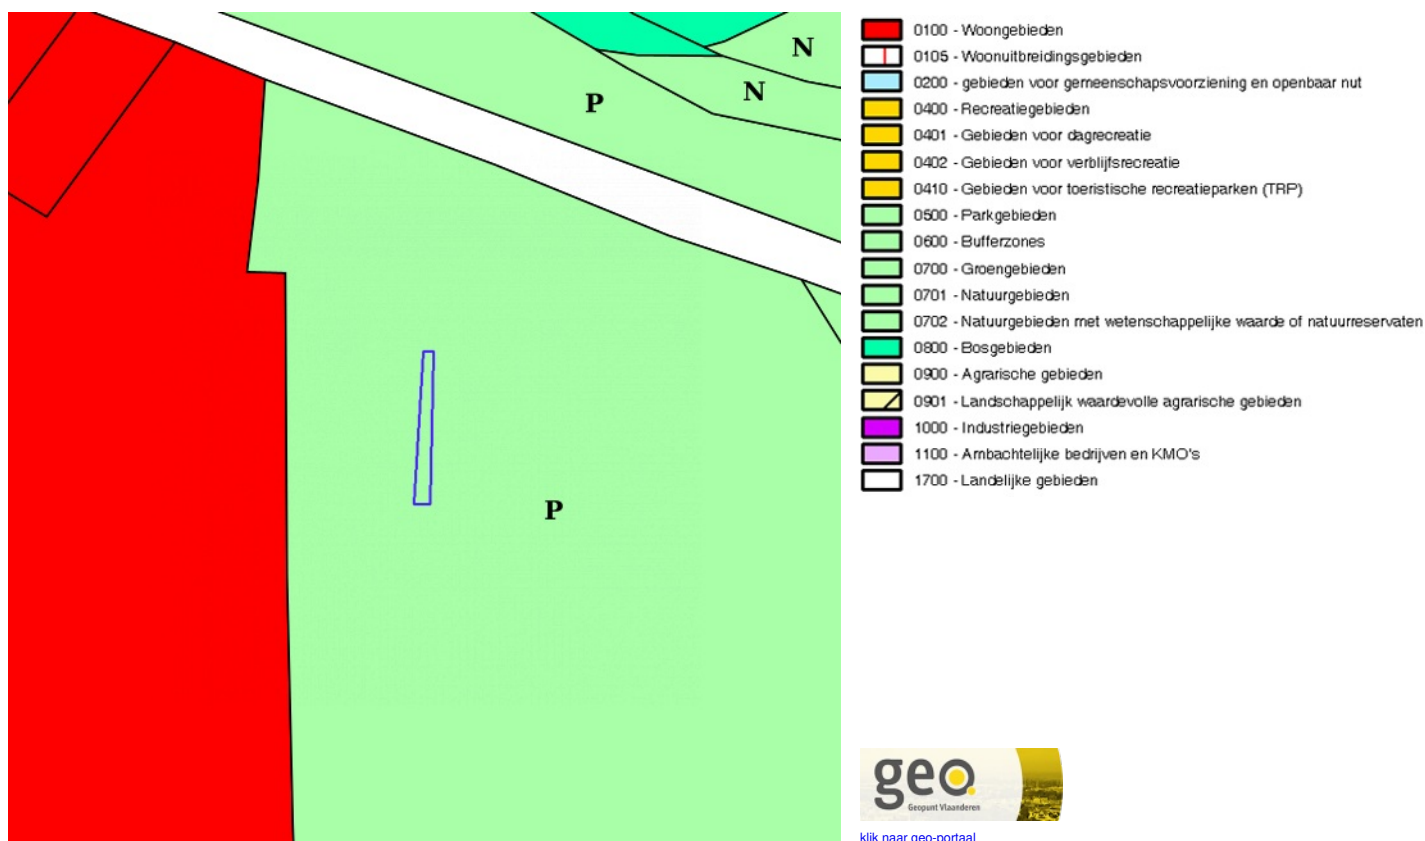 N
N
P
P
0100 - Woongebieden
0105 - Woonuitbreidingsgebieden
0200 - gebieden voor gemeenschapsvoorziening en openbaar nut
0400 - Recreatiegebieden
0401 - Gebieden voor dagrecreatie
0402 - Gebieden voor verblijfsrecreatie
0410 - Gebieden voor toeristische recreatieparken (TRP)
0500 - Parkgebieden
0600 - Bufferzones
0700 - Groengebieden
0701 - Natuurgebieden
0702 - Natuurgebieden met wetenschappelijke waarde of natuurreservaten
0800 - Bosgebieden
0900 - Agrarische gebieden
0901 - Landschappelijk waardevolle agrarische gebieden
1000 - Industriegebieden
1100 - Ambachtelijke bedrijven en KMO's
1700 - Landelijke gebieden
geo
Geopunt Vlaanderen
klik naar geo-portaal